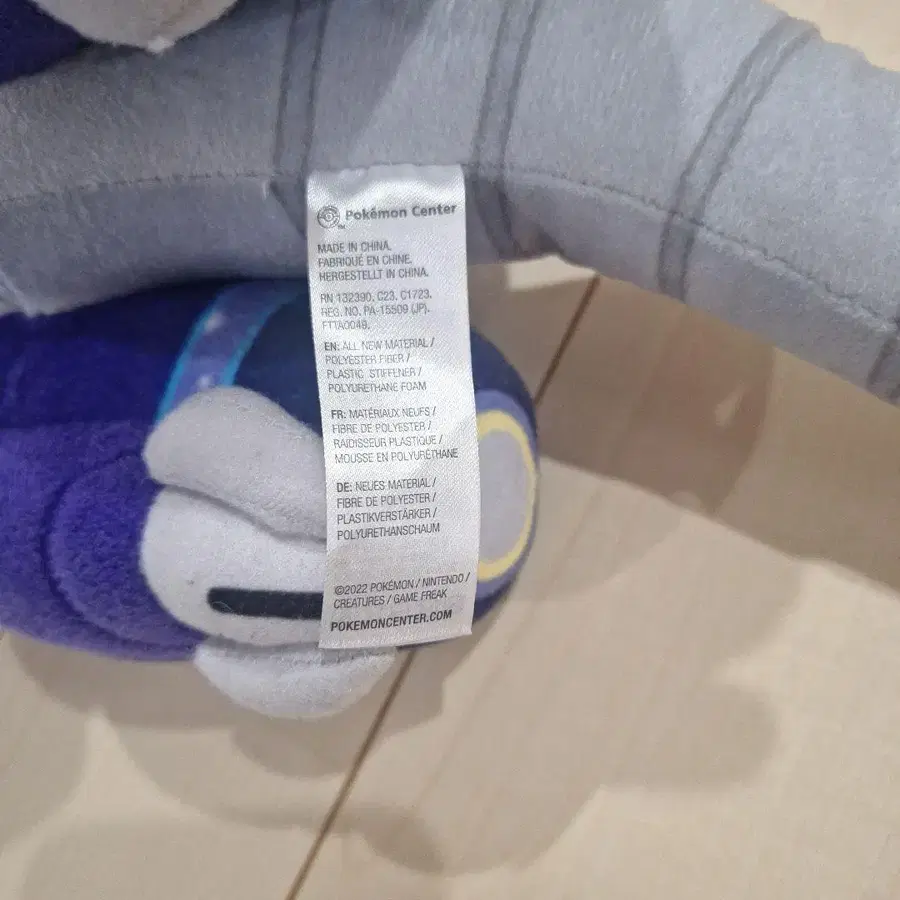 Pokémon Center
TM
MADE IN CHINA.
FABRIQUÉ EN CHINE.
HERGESTELLT IN CHINA.
RN 132390, C23, C1723,
REG. NO. PA-15509 (JP).
FTTA0049.
EN: ALL NEW MATERIAL /
POLYESTER FIBER /
PLASTIC STIFFENER /
POLYURETHANE FOAM
FR: MATÉRIAUX NEUFS /
FIBRE DE POLYESTER /
RAIDISSEUR PLASTIQUE /
MOUSSE EN POLYURÉTHANE
DE: NEUES MATERIAL /
FIBRE DE POLYESTER /
PLASTIKVERSTÄRKER /
POLYURETHANSCHAUM
©2022 POKÉMON / NINTENDO /
CREATURES / GAME FREAK
POKEMONCENTER.COM